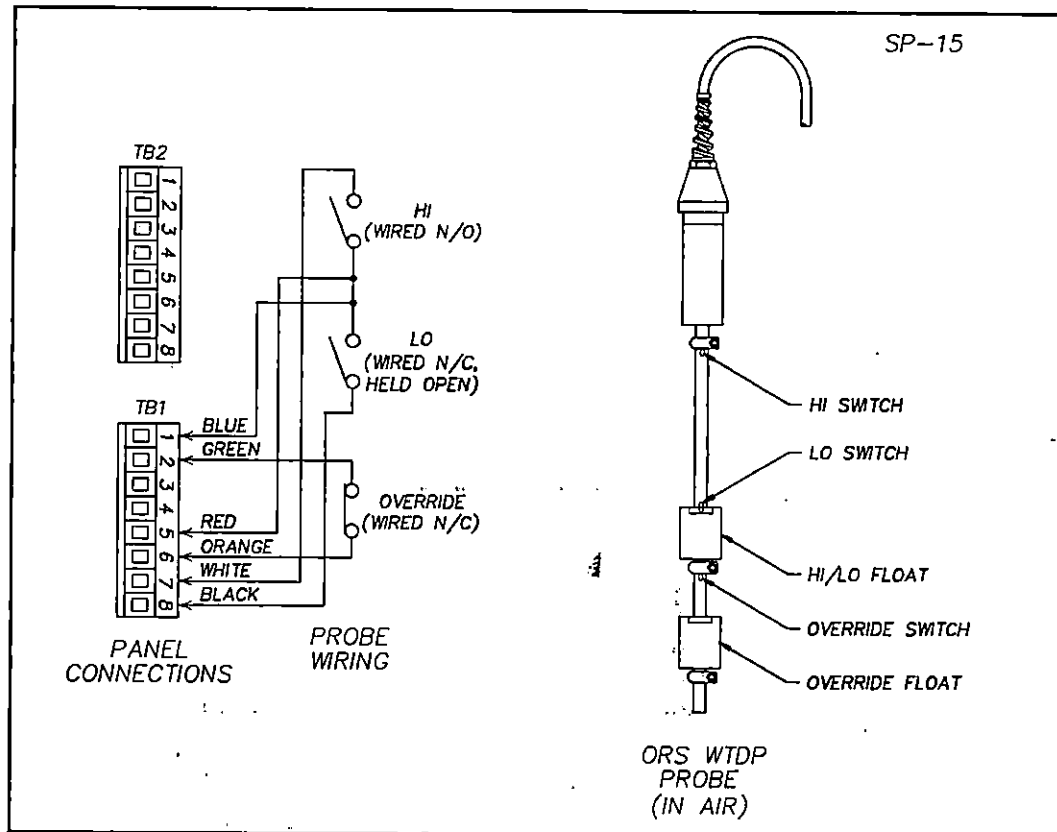 SP-15
TB2
1
2
3
4
5
6
7
8
HI
(WIRED N/O)
LO
(WIRED N/C,
HELD OPEN)
TB1
1
2
3
4
5
6
7
8
BLUE
GREEN
RED
ORANGE
WHITE
BLACK
OVERRIDE
(WIRED N/C)
PANEL
CONNECTIONS
PROBE
WIRING
HI SWITCH
LO SWITCH
HI/LO FLOAT
OVERRIDE SWITCH
OVERRIDE FLOAT
ORS WTDP
PROBE
(IN AIR)